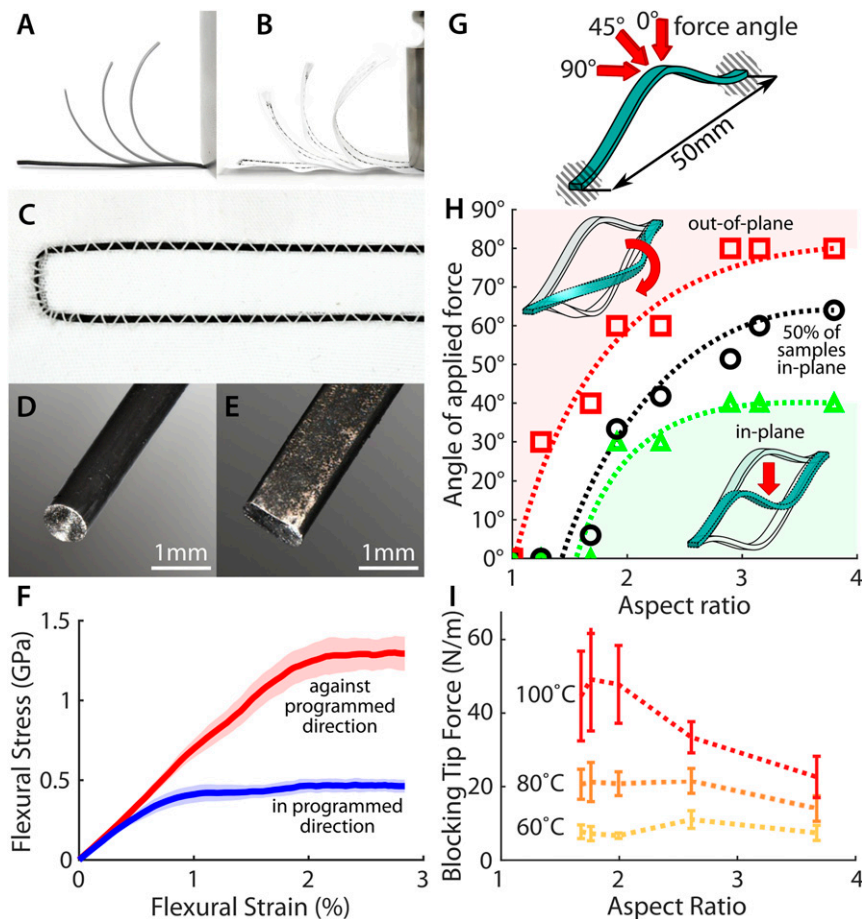 A
B
C
D
1mm
E
1mm
F
1.5
1
0.5
0
0
1
2
3
Flexural Stress (GPa)
Flexural Strain (%)
against
programmed
direction
in programmed
direction
G
45°
0°
force angle
90°
50mm
H
90°
80°
70°
60°
50°
40°
30°
20°
10°
0°
1
2
3
4
Angle of applied force
Aspect ratio
out-of-plane
50% of
samples
in-plane
in-plane
I
60
40
20
0
1
2
3
4
Blocking Tip Force (N/m)
Aspect Ratio
100°C
80°C
60°C